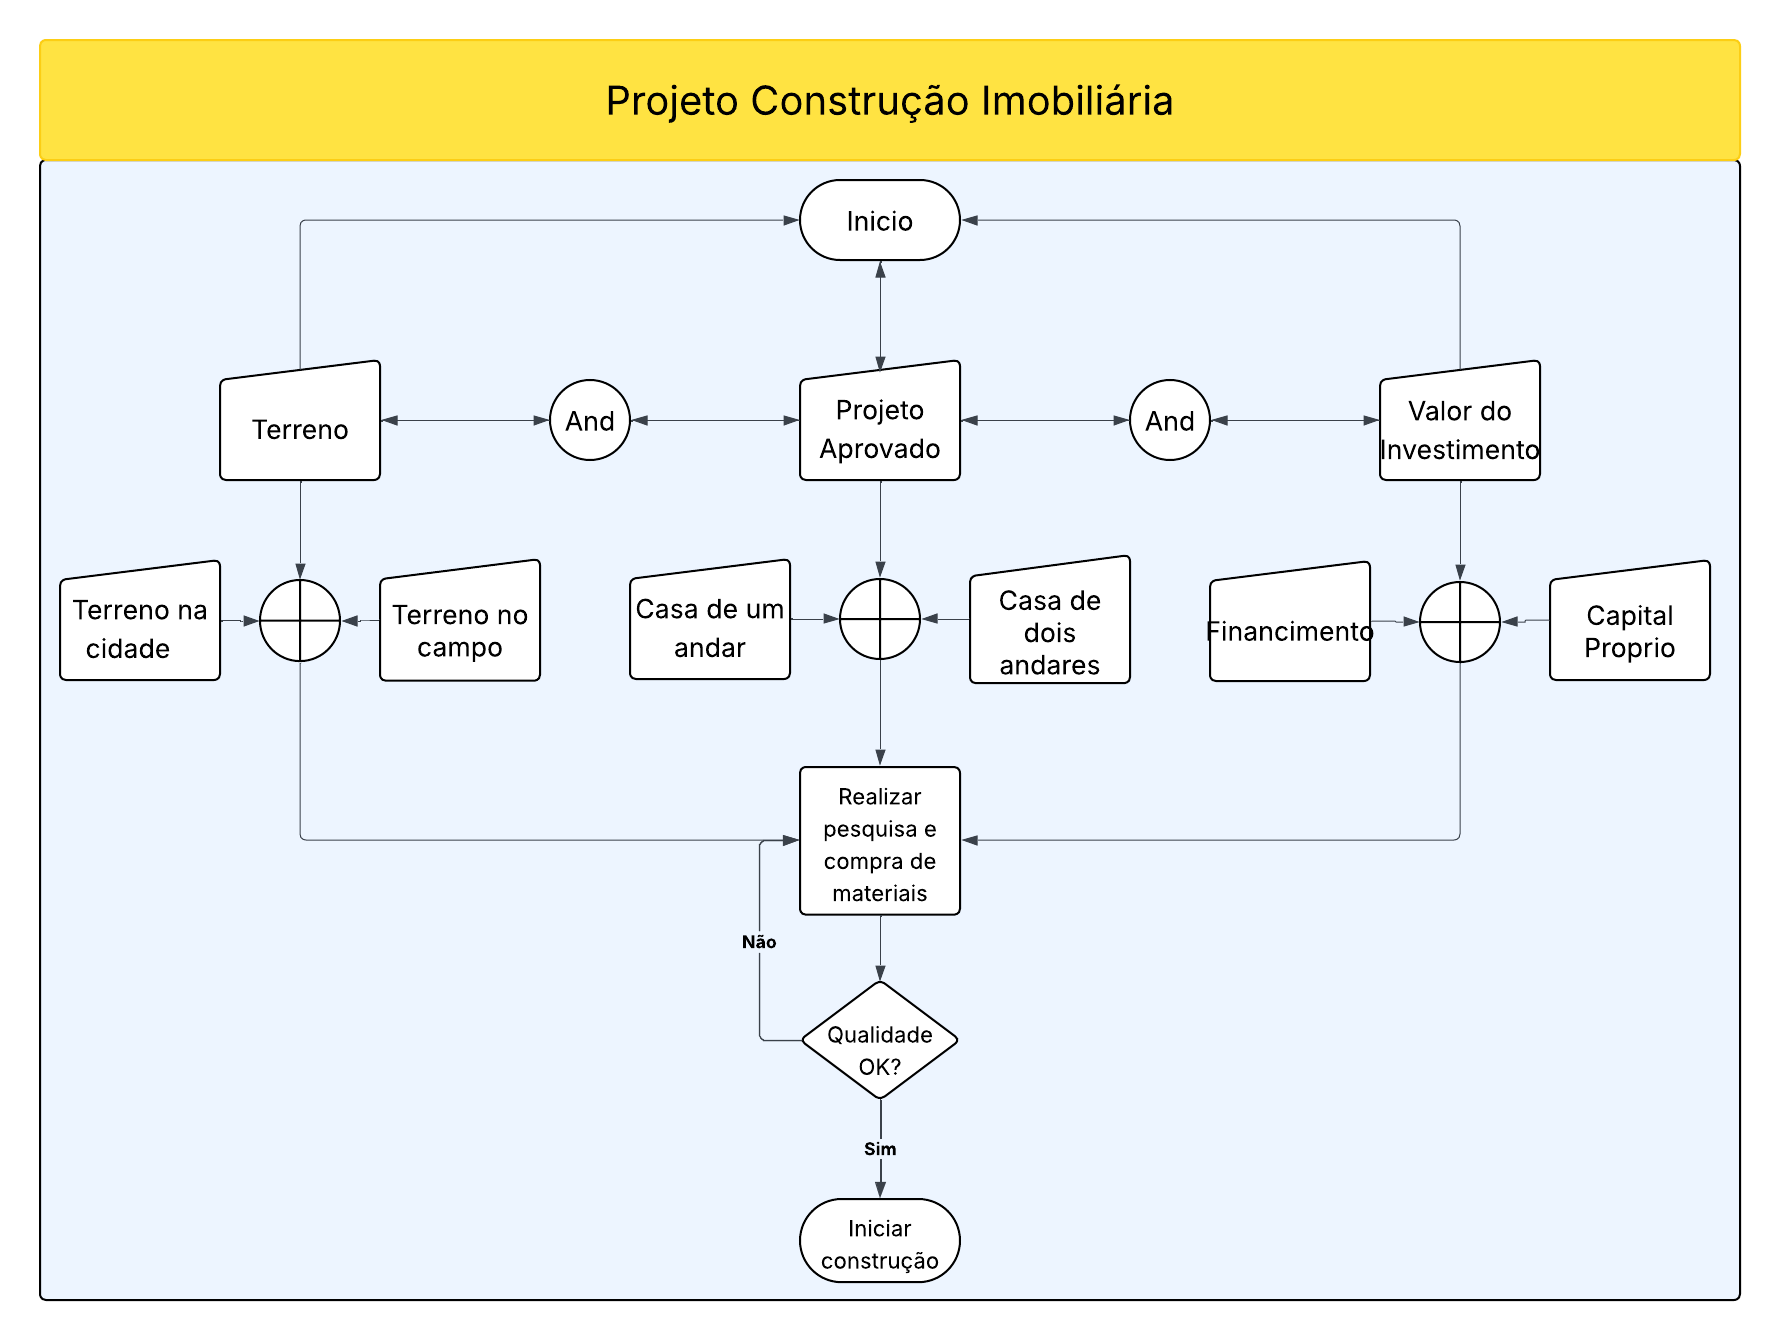 Projeto Construção Imobiliária
Inicio
Terreno
And
Projeto
Aprovado
And
Valor do
Investimento
Terreno na
cidade
Terreno no
campo
Casa de um
andar
Casa de
dois
andares
Financimento
Capital
Proprio
Realizar
pesquisa e
compra de
materiais
Não
Qualidade
OK?
Sim
Iniciar
construção